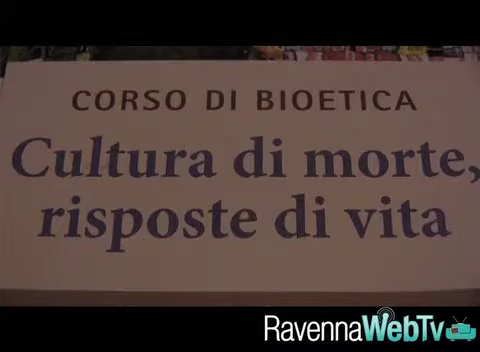 CORSO DI BIOETICA
Cultura di morte,
risposte di vita
RavennaWebTv